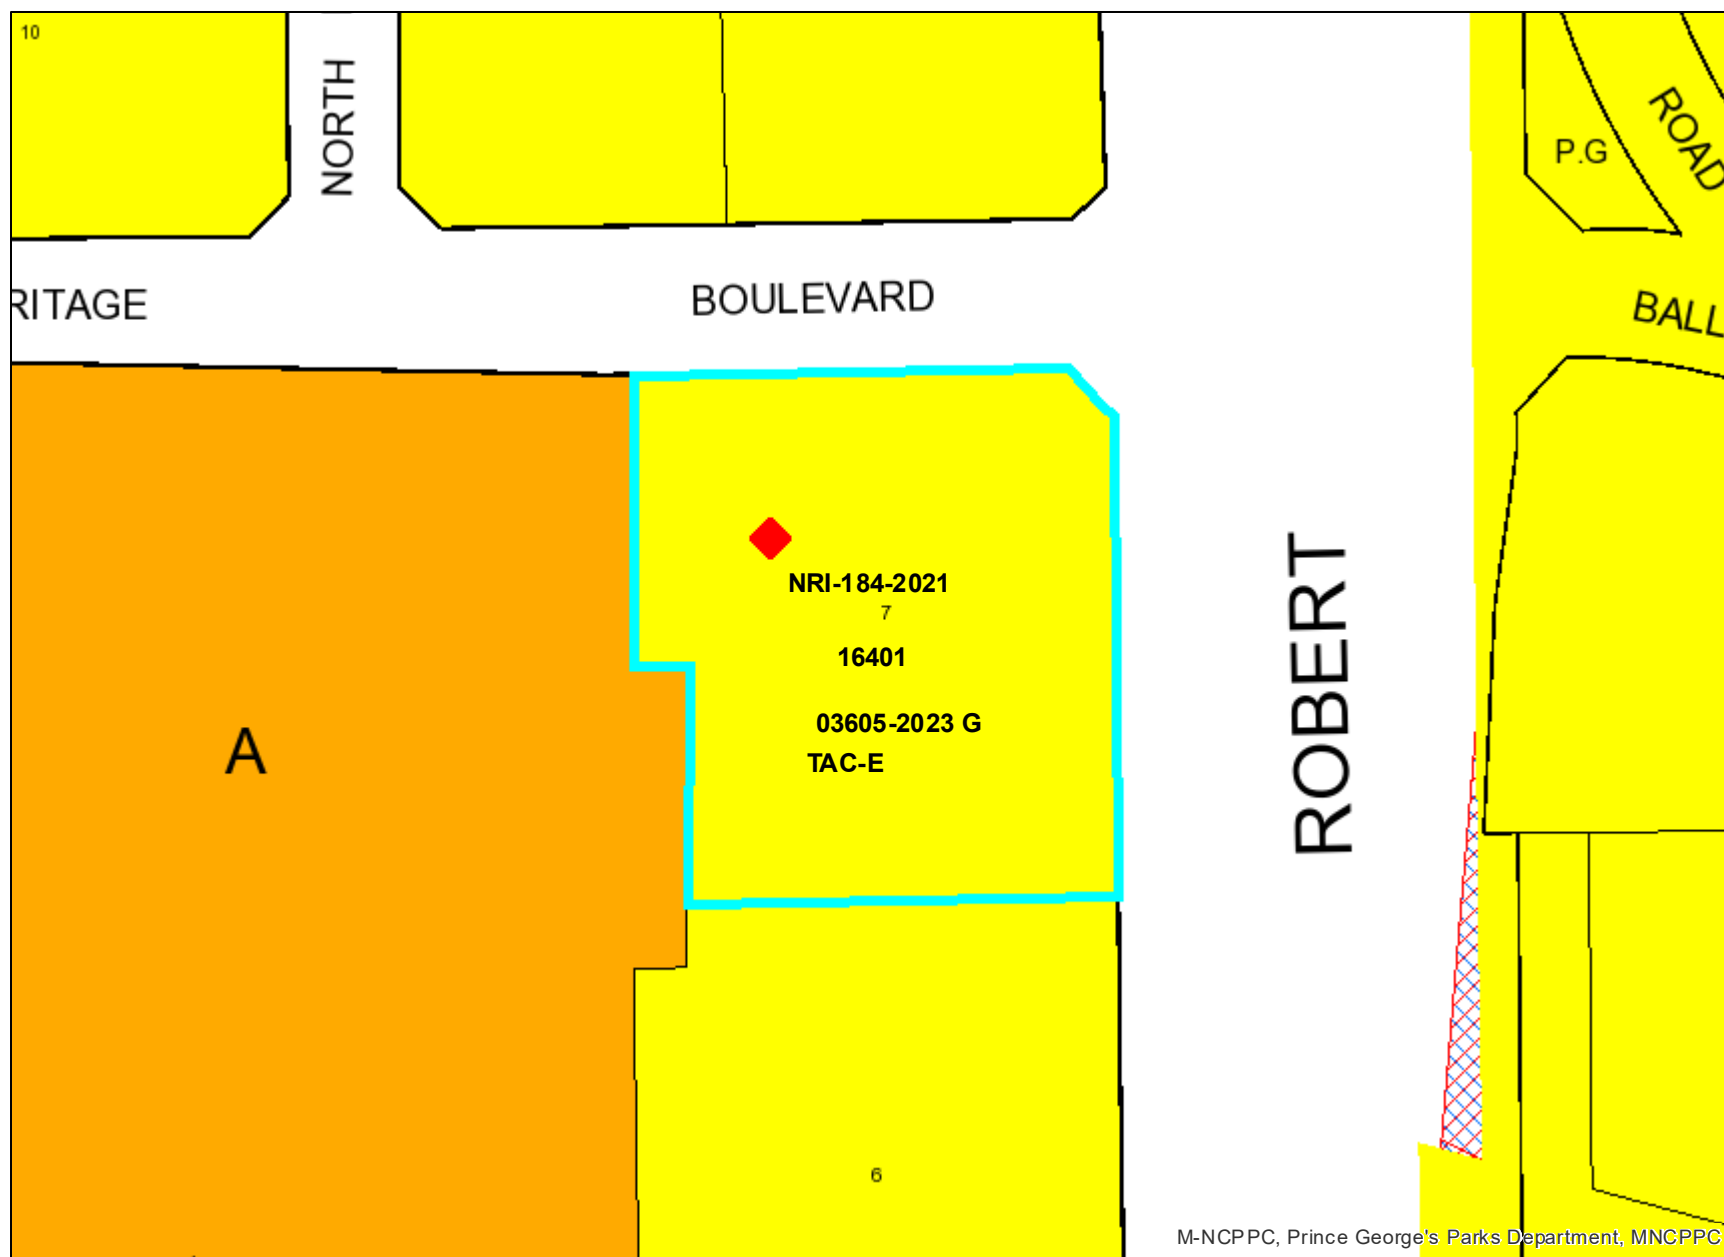 10
NORTH
P.G
ROAD
RITAGE
BOULEVARD
BALL
NRI-184-2021
7
16401
03605-2023 G
TAC-E
A
ROBERT
6
M-NCPPC, Prince George's Parks Department, MNCPPC